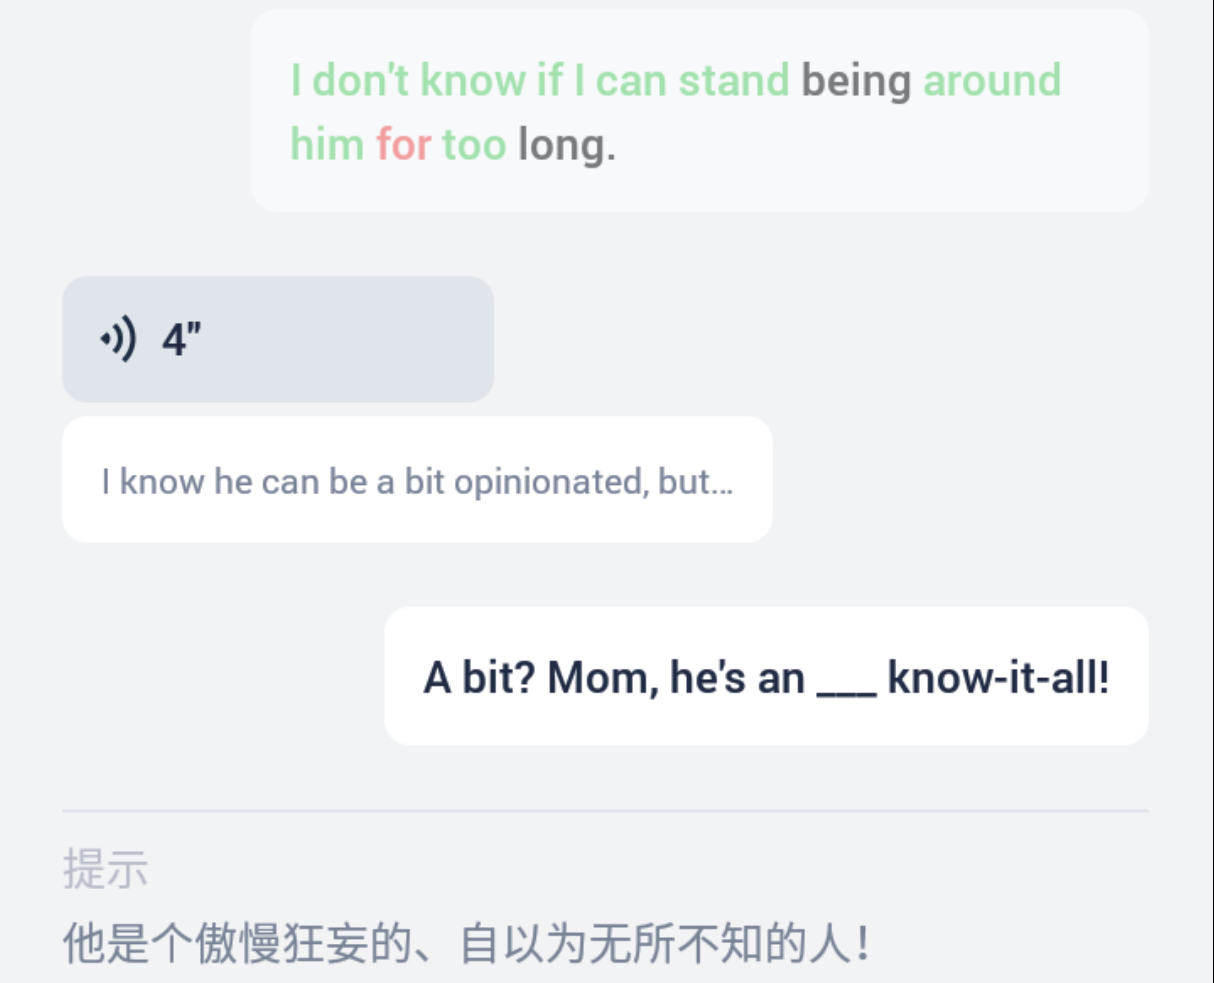 I don't know if I can stand being around
him for too long.
4"
I know he can be a bit opinionated, but...
A bit? Mom, he's an ___ know-it-all!
提示
他是个傲慢狂妄的、自以为无所不知的人!